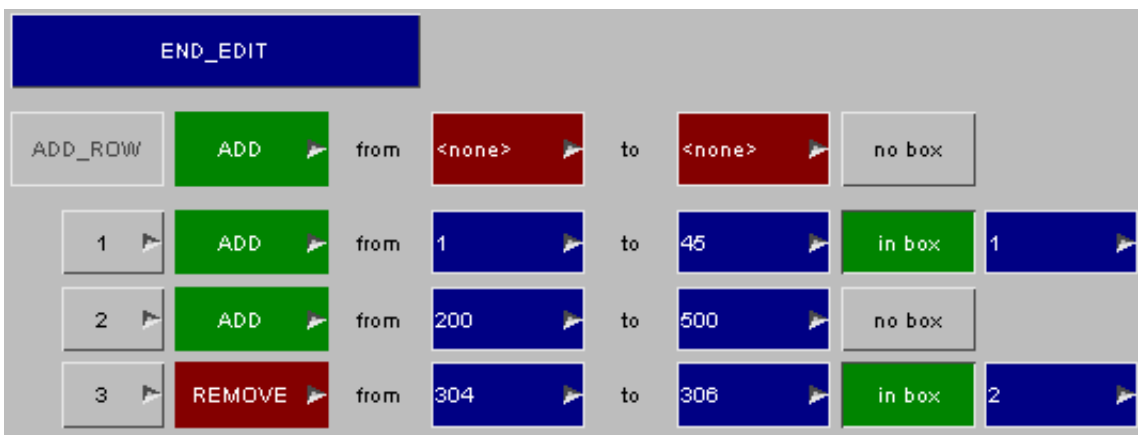 END_EDIT
ADD_ROW ADD from <none> to <none> no box
1 ADD from 1 to 45 in box 1
2 ADD from 200 to 500 no box
3 REMOVE from 304 to 306 in box 2